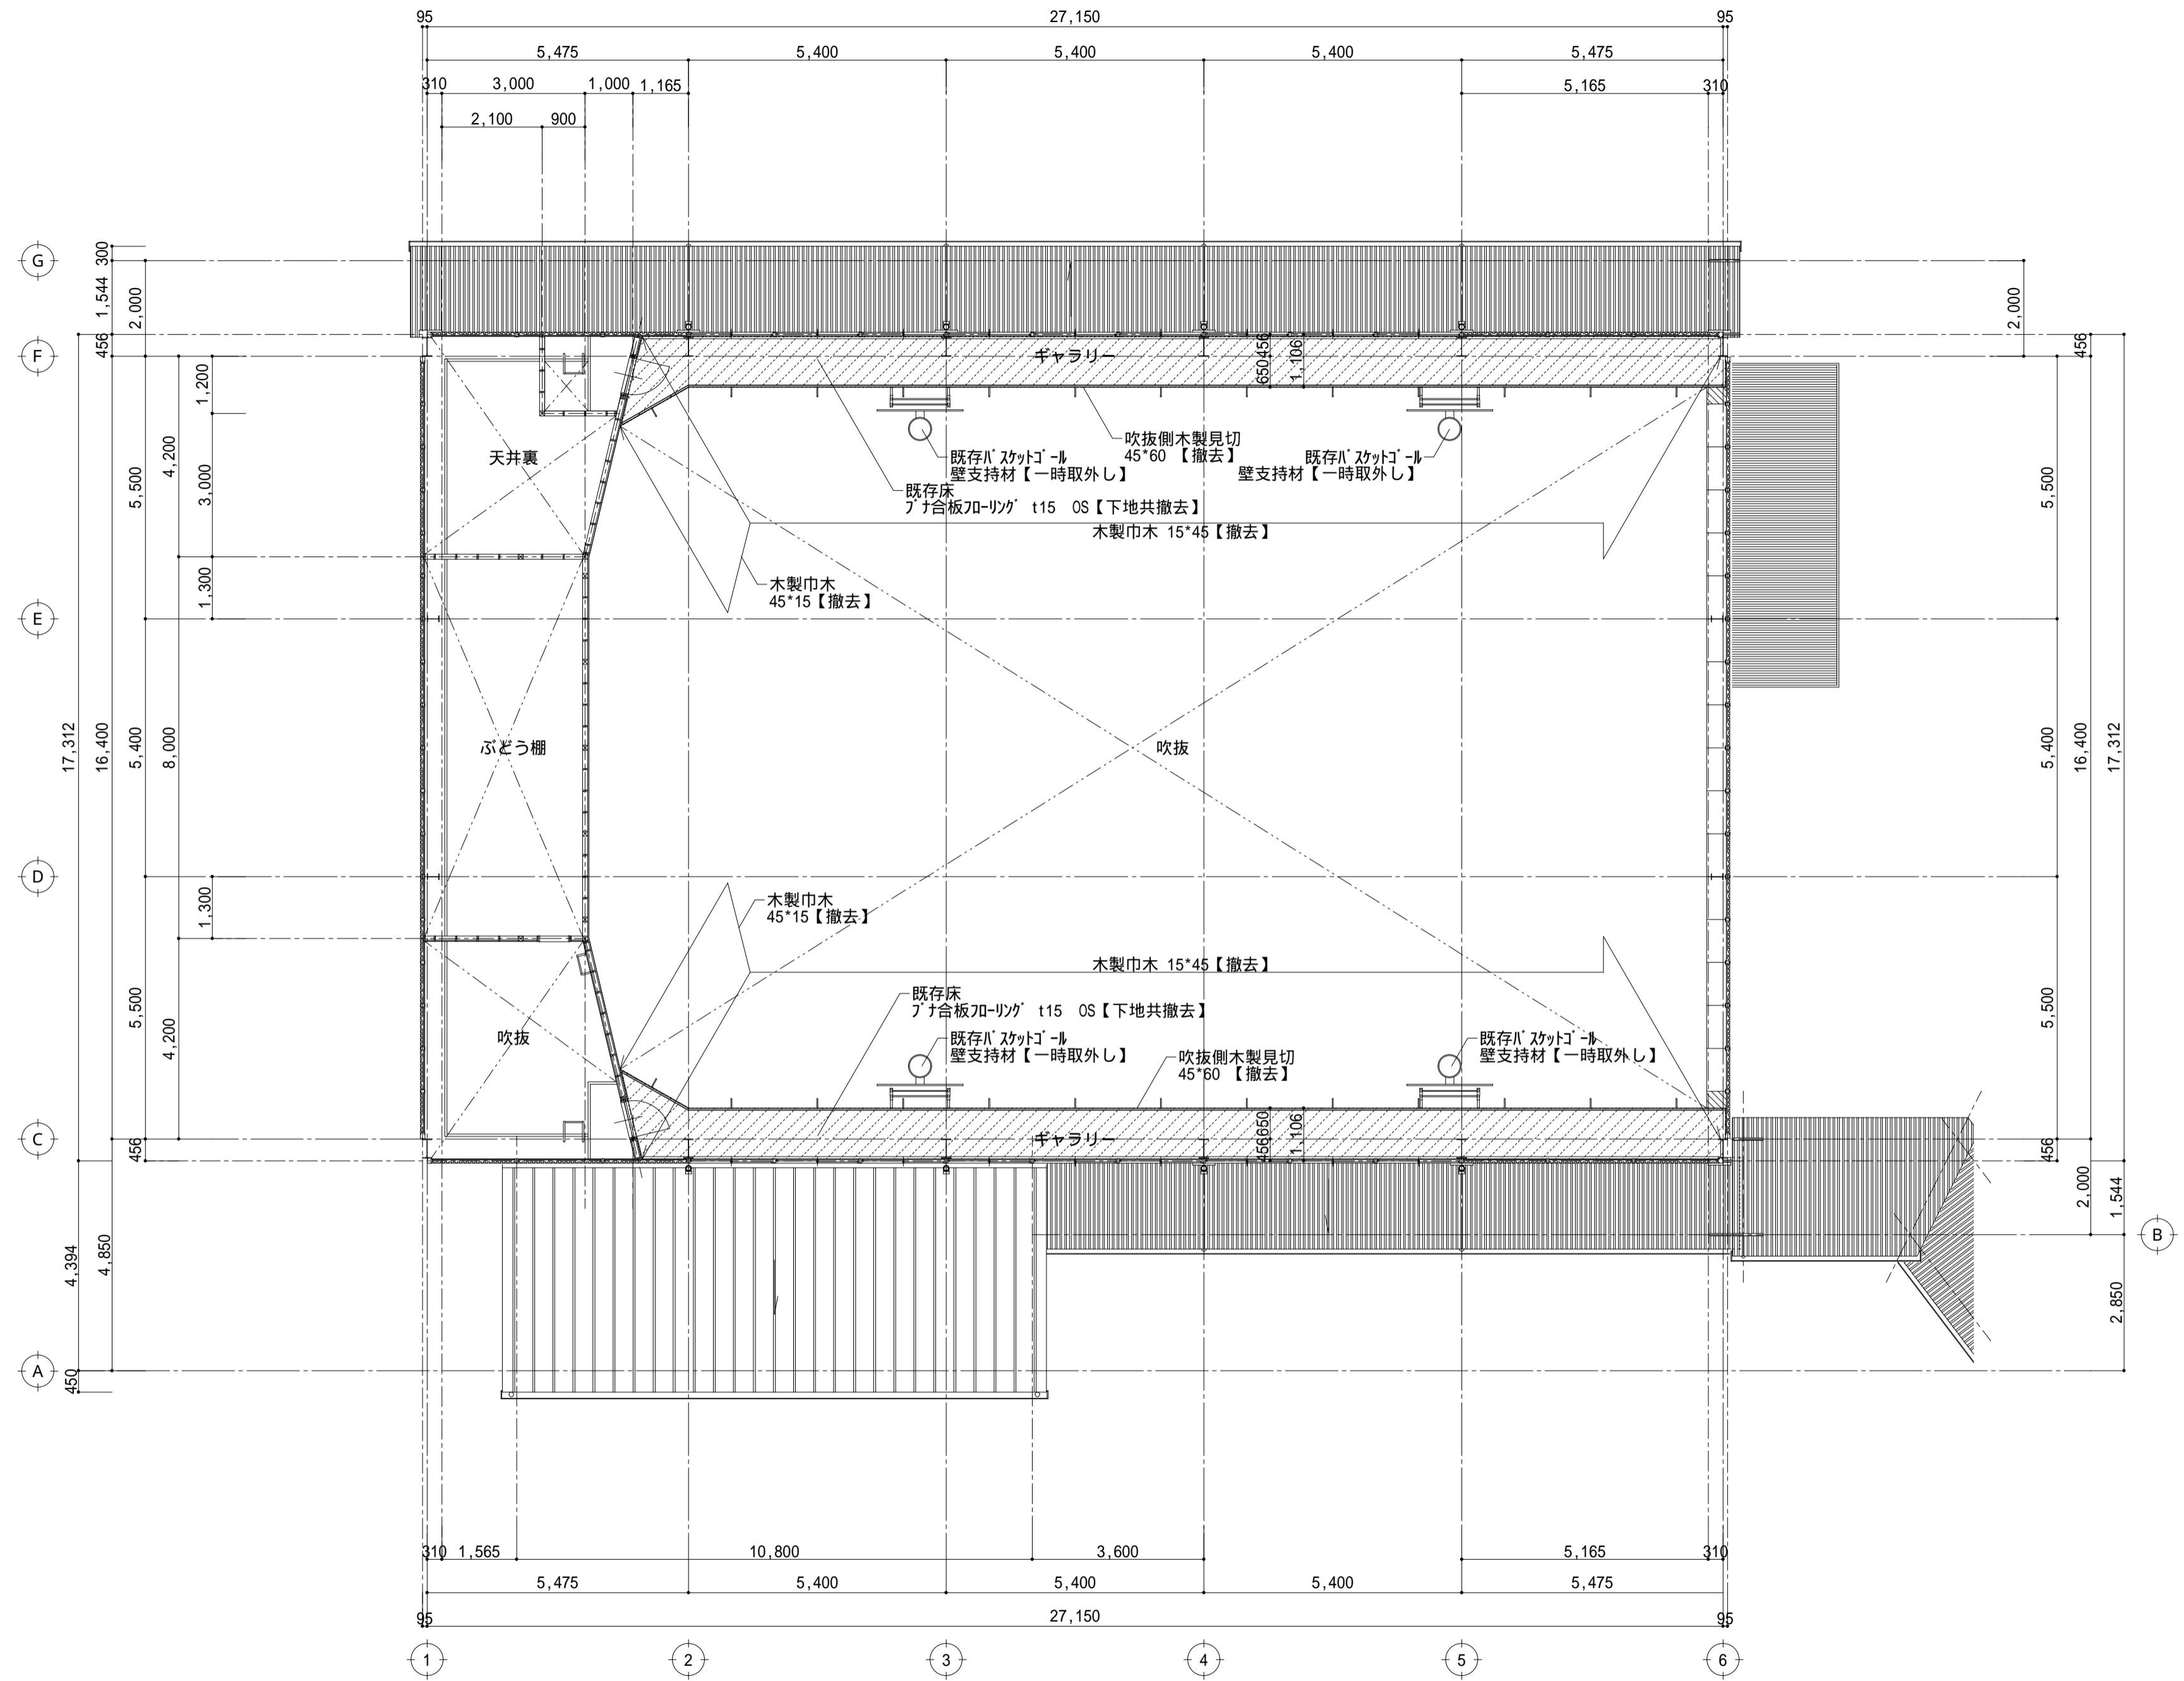 95 27,150 95
5,475 5,400 5,400 5,400 5,475
310 3,000 1,000 1,165 5,165 310
2,100 900
G
300
1,544
2,000
2,000
456
F
456
ギャラリー
456
650
1,106
1,200
4,200
5,500
3,000
5,500
天井裏
吹抜側木製見切
45*60 【撤去】
既存ﾊﾞｽｹｯﾄｺﾞｰﾙ
壁支持材【一時取外し】
既存ﾊﾞｽｹｯﾄｺﾞｰﾙ
壁支持材【一時取外し】
既存床
ﾌﾞﾅ合板ﾌﾛｰﾘﾝｸﾞ t15 OS【下地共撤去】
木製巾木 15*45【撤去】
木製巾木
45*15【撤去】
1,300
E
17,312
16,400
5,400
8,000
ぶどう棚
吹抜
5,400
16,400
17,312
D
1,300
木製巾木
45*15【撤去】
木製巾木 15*45【撤去】
既存床
ﾌﾞﾅ合板ﾌﾛｰﾘﾝｸﾞ t15 OS【下地共撤去】
5,500
4,200
吹抜
既存ﾊﾞｽｹｯﾄｺﾞｰﾙ
壁支持材【一時取外し】
吹抜側木製見切
45*60 【撤去】
既存ﾊﾞｽｹｯﾄｺﾞｰﾙ
壁支持材【一時取外し】
5,500
C
456
ギャラリー
650
456
1,106
456
2,000
1,544
B
4,394
4,850
2,850
A
450
310 1,565 10,800 3,600 5,165 310
5,475 5,400 5,400 5,400 5,475
95 27,150 95
1 2 3 4 5 6